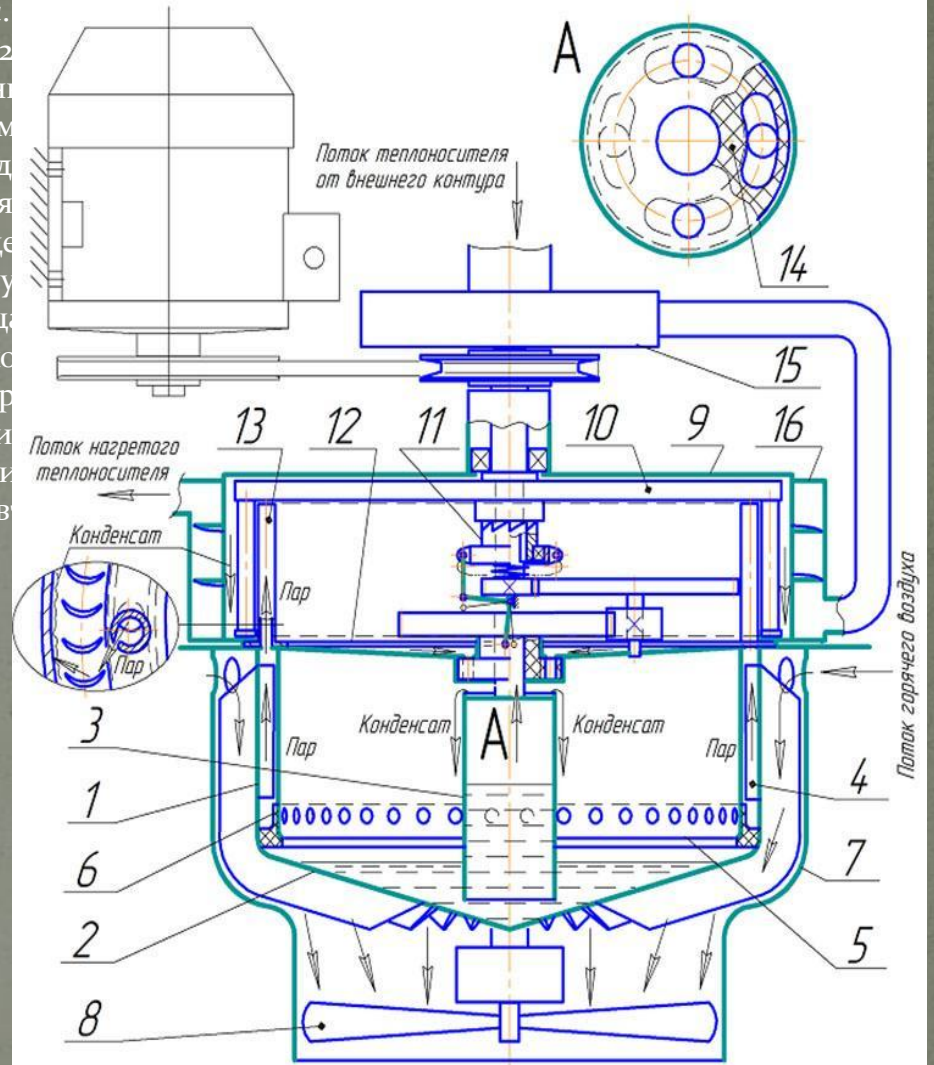 A
Поток теплоносителя
от внешнего контура
14
15
13
12
11
10
9
16
Поток нагретого
теплоносителя
Конденсат
Пар
Пар
Поток горячего воздуха
3
Конденсат
A
Конденсат
Пар
Пар
4
1
6
7
2
5
8